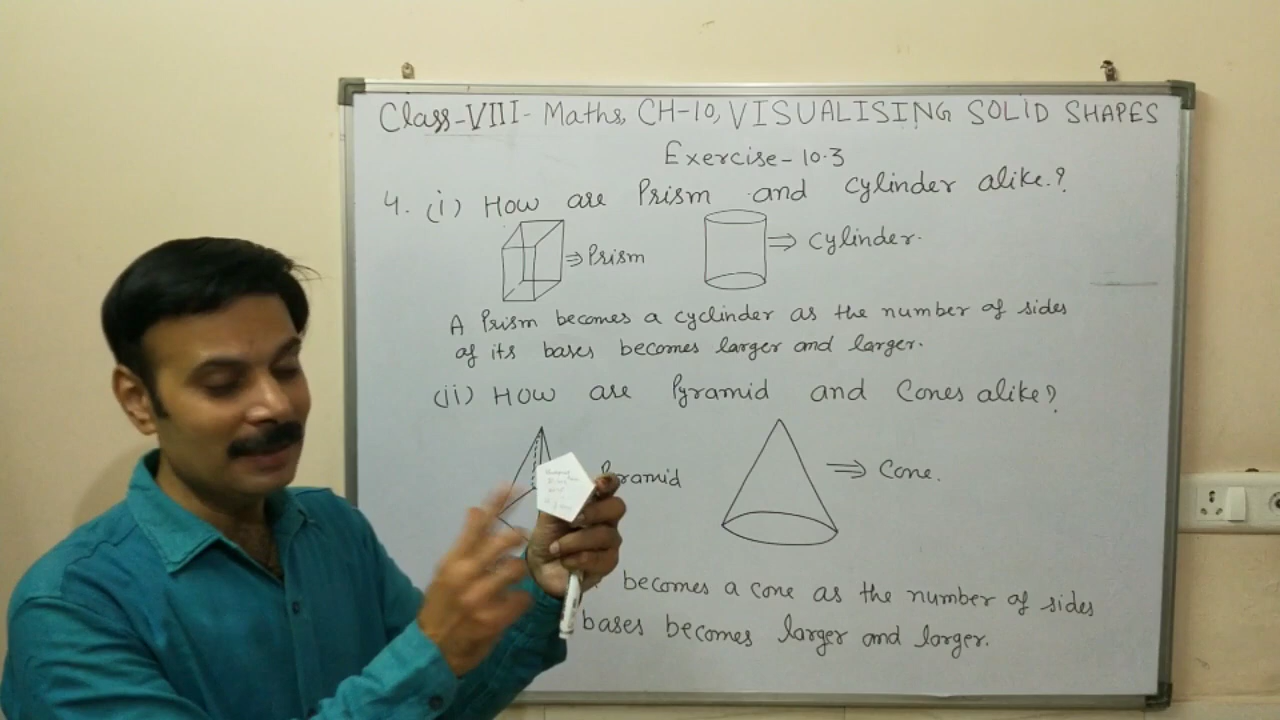 Class-VIII- Maths, CH-10, VISUALISING SOLID SHAPES
Exercise-10.3
4. (i) How are Prism and cylinder alike.?
⇒ Prism
⇒ cylinder.
A Prism becomes a cyclinder as the number of sides
of its bases becomes larger and larger.
(ii) How are Pyramid and Cones alike?
Pyramid
⇒ Cone.
becomes a cone as the number of sides
bases becomes larger and larger.